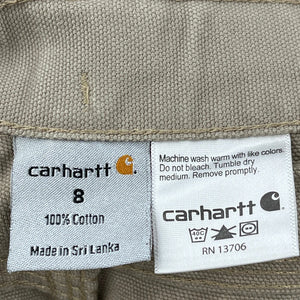 carhartt
8
100% Cotton
Made in Sri Lanka
Machine wash warm with like colors.
Do not bleach. Tumble dry
medium. Remove promptly.
carhartt
40C
RN 13706